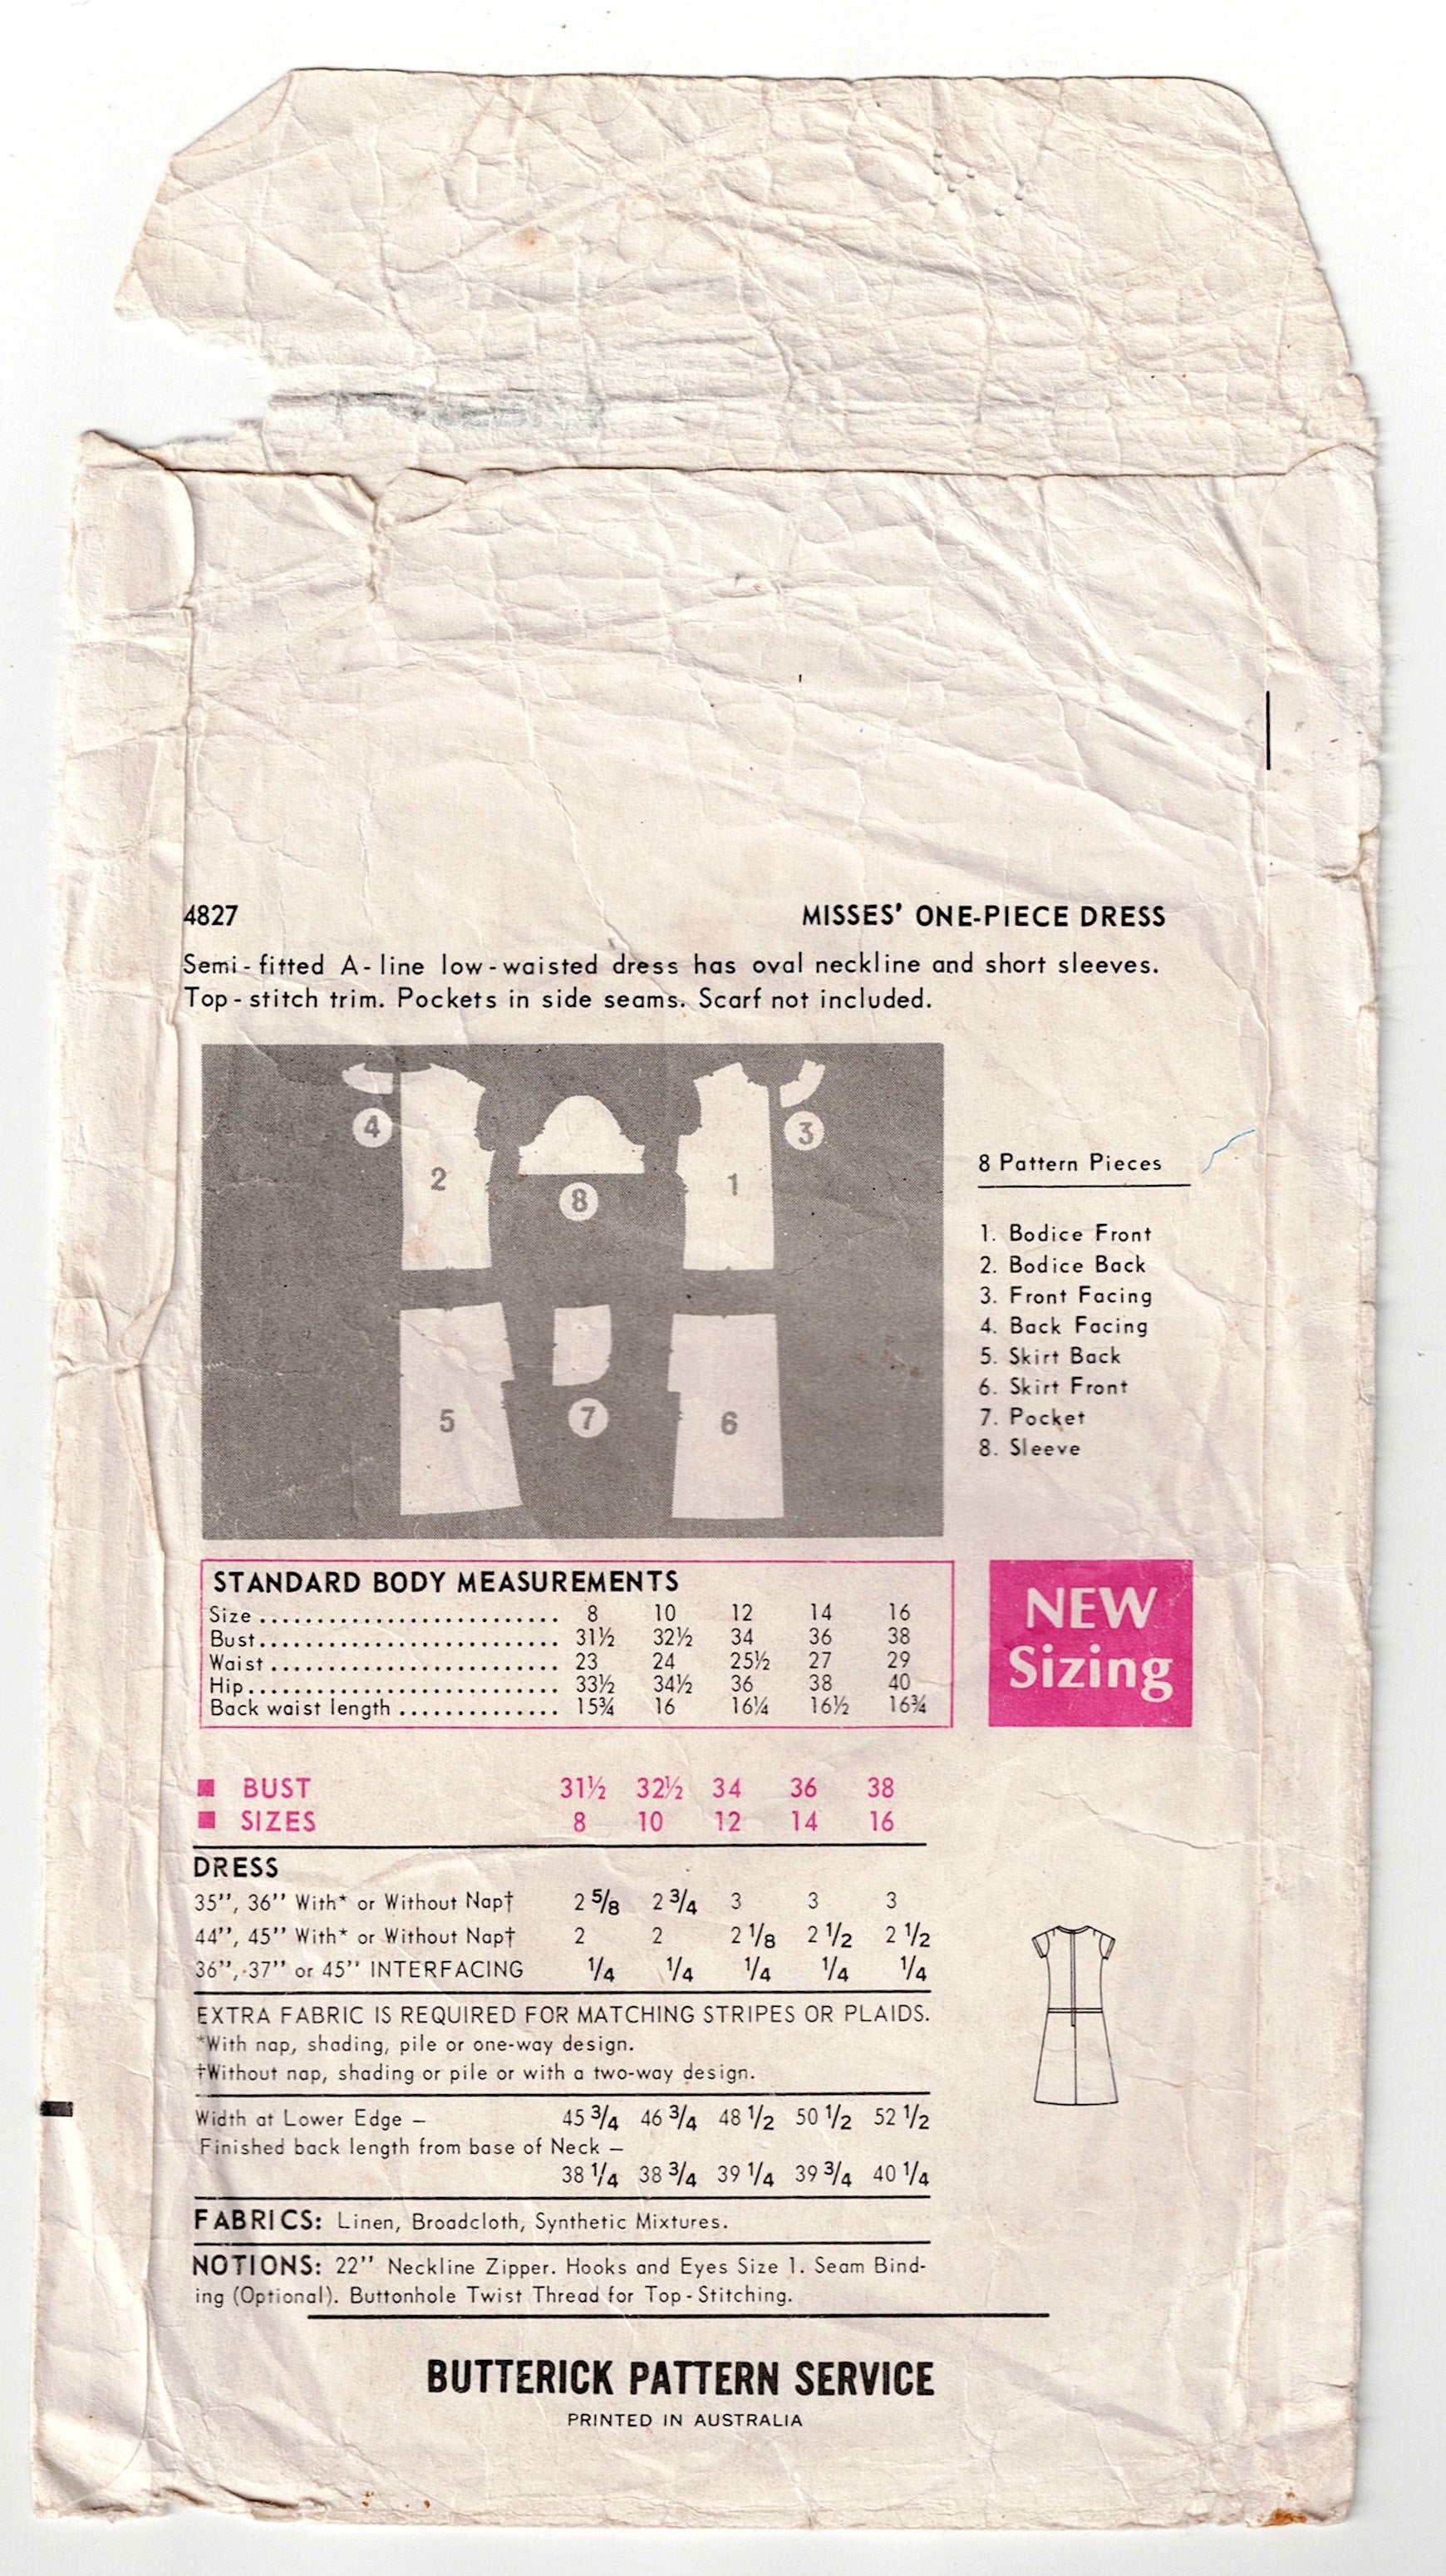 4827 MISSES' ONE-PIECE DRESS
Semi-fitted A-line low-waisted dress has oval neckline and short sleeves.
Top-stitch trim. Pockets in side seams. Scarf not included.
4
2
8
1
3
5
7
6
8 Pattern Pieces
1. Bodice Front
2. Bodice Back
3. Front Facing
4. Back Facing
5. Skirt Back
6. Skirt Front
7. Pocket
8. Sleeve
STANDARD BODY MEASUREMENTS
Size .......................... 8 10 12 14 16
Bust .......................... 31½ 32½ 34 36 38
Waist ......................... 23 24 25½ 27 29
Hip ........................... 33½ 34½ 36 38 40
Back waist length .............. 15¾ 16 16¼ 16½ 16¾
NEW
Sizing
BUST 31½ 32½ 34 36 38
SIZES 8 10 12 14 16
DRESS
35'', 36'' With* or Without Nap† 2 5/8 2 3/4 3 3 3
44'', 45'' With* or Without Nap† 2 2 2 1/8 2 1/2 2 1/2
36'', 37'' or 45'' INTERFACING 1/4 1/4 1/4 1/4 1/4
EXTRA FABRIC IS REQUIRED FOR MATCHING STRIPES OR PLAIDS.
*With nap, shading, pile or one-way design.
†Without nap, shading or pile or with a two-way design.
Width at Lower Edge – 45 3/4 46 3/4 48 1/2 50 1/2 52 1/2
Finished back length from base of Neck –
38 1/4 38 3/4 39 1/4 39 3/4 40 1/4
FABRICS: Linen, Broadcloth, Synthetic Mixtures.
NOTIONS: 22'' Neckline Zipper. Hooks and Eyes Size 1. Seam Bind-
ing (Optional). Buttonhole Twist Thread for Top-Stitching.
BUTTERICK PATTERN SERVICE
PRINTED IN AUSTRALIA